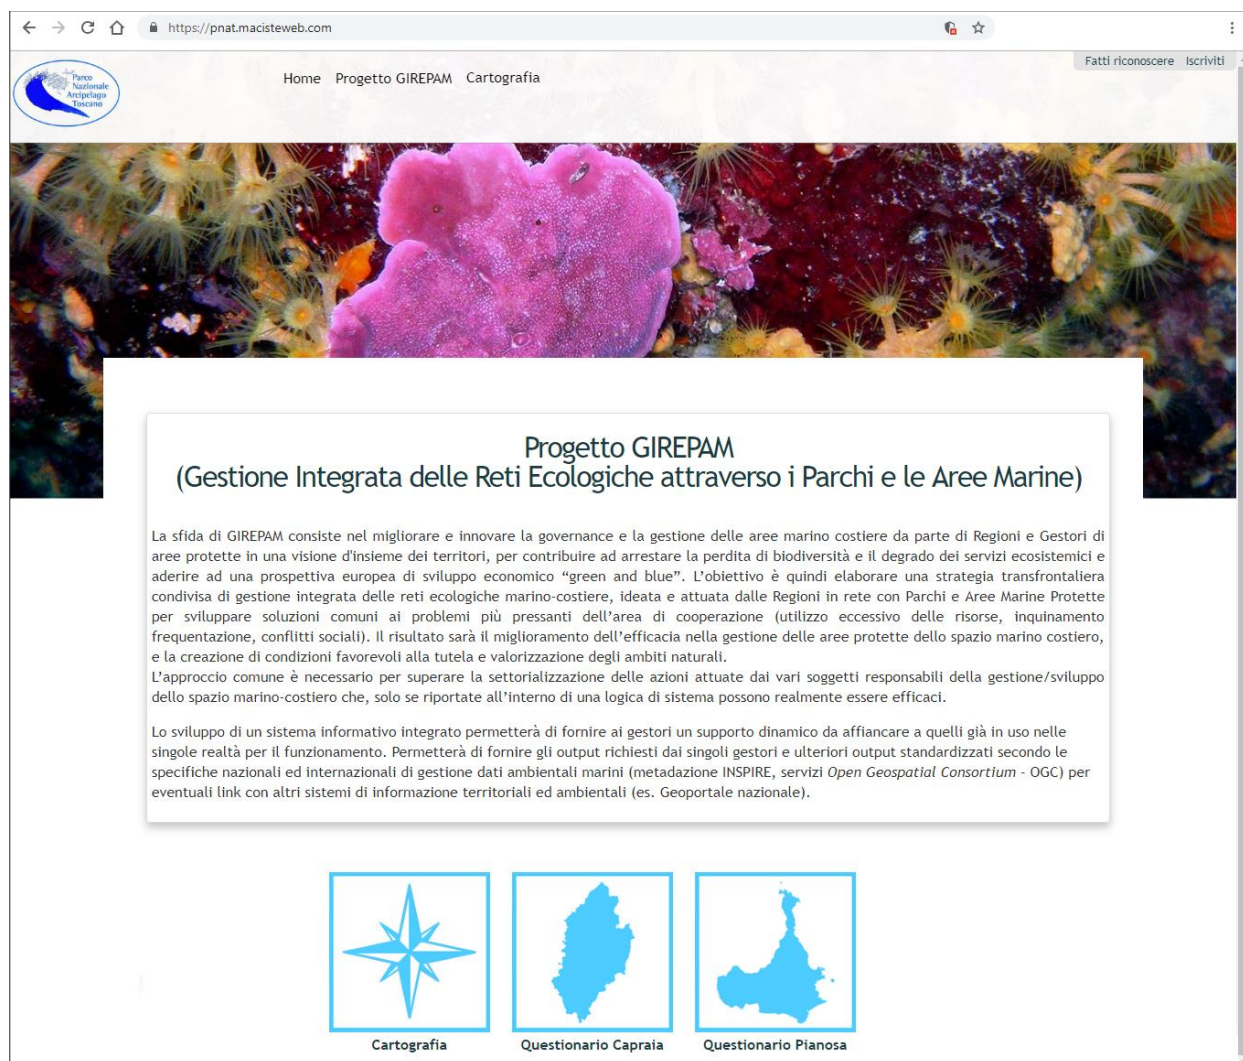 https://pnat.macisteweb.com
Fatti riconoscere Iscriviti
Parco
Nazionale
Arcipelago
Toscano
Home Progetto GIREPAM Cartografia
Progetto GIREPAM
(Gestione Integrata delle Reti Ecologiche attraverso i Parchi e le Aree Marine)
La sfida di GIREPAM consiste nel migliorare e innovare la governance e la gestione delle aree marino costiere da parte di Regioni e Gestori di
aree protette in una visione d'insieme dei territori, per contribuire ad arrestare la perdita di biodiversità e il degrado dei servizi ecosistemici e
aderire ad una prospettiva europea di sviluppo economico “green and blue”. L’obiettivo è quindi elaborare una strategia transfrontaliera
condivisa di gestione integrata delle reti ecologiche marino-costiere, ideata e attuata dalle Regioni in rete con Parchi e Aree Marine Protette
per sviluppare soluzioni comuni ai problemi più pressanti dell’area di cooperazione (utilizzo eccessivo delle risorse, inquinamento
frequentazione, conflitti sociali). Il risultato sarà il miglioramento dell’efficacia nella gestione delle aree protette dello spazio marino costiero,
e la creazione di condizioni favorevoli alla tutela e valorizzazione degli ambiti naturali.
L’approccio comune è necessario per superare la settorializzazione delle azioni attuate dai vari soggetti responsabili della gestione/sviluppo
dello spazio marino-costiero che, solo se riportate all’interno di una logica di sistema possono realmente essere efficaci.
Lo sviluppo di un sistema informativo integrato permetterà di fornire ai gestori un supporto dinamico da affiancare a quelli già in uso nelle
singole realtà per il funzionamento. Permetterà di fornire gli output richiesti dai singoli gestori e ulteriori output standardizzati secondo le
specifiche nazionali ed internazionali di gestione dati ambientali marini (metadazione INSPIRE, servizi Open Geospatial Consortium - OGC) per
eventuali link con altri sistemi di informazione territoriali ed ambientali (es. Geoportale nazionale).
Cartografia
Questionario Capraia
Questionario Pianosa